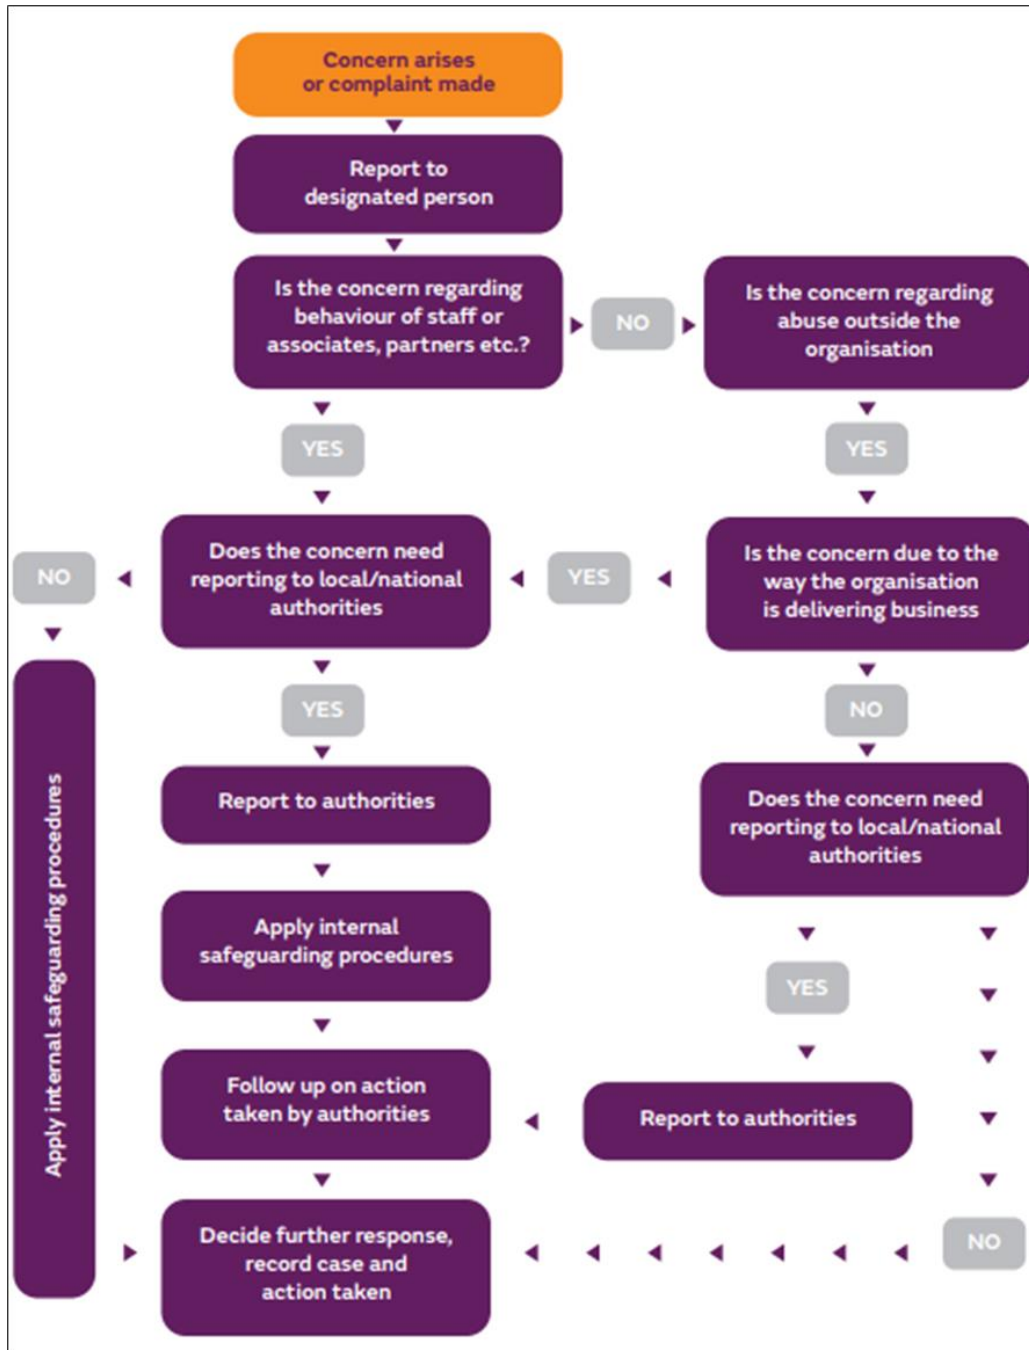 Concern arises
or complaint made
Report to
designated person
Is the concern regarding
behaviour of staff or
associates, partners etc.?
NO
Is the concern regarding
abuse outside the
organisation
YES
YES
NO
Does the concern need
reporting to local/national
authorities
YES
Is the concern due to the
way the organisation
is delivering business
YES
NO
Apply internal safeguarding procedures
Report to authorities
Does the concern need
reporting to local/national
authorities
Apply internal
safeguarding procedures
YES
Follow up on action
taken by authorities
Report to authorities
Decide further response,
record case and
action taken
NO